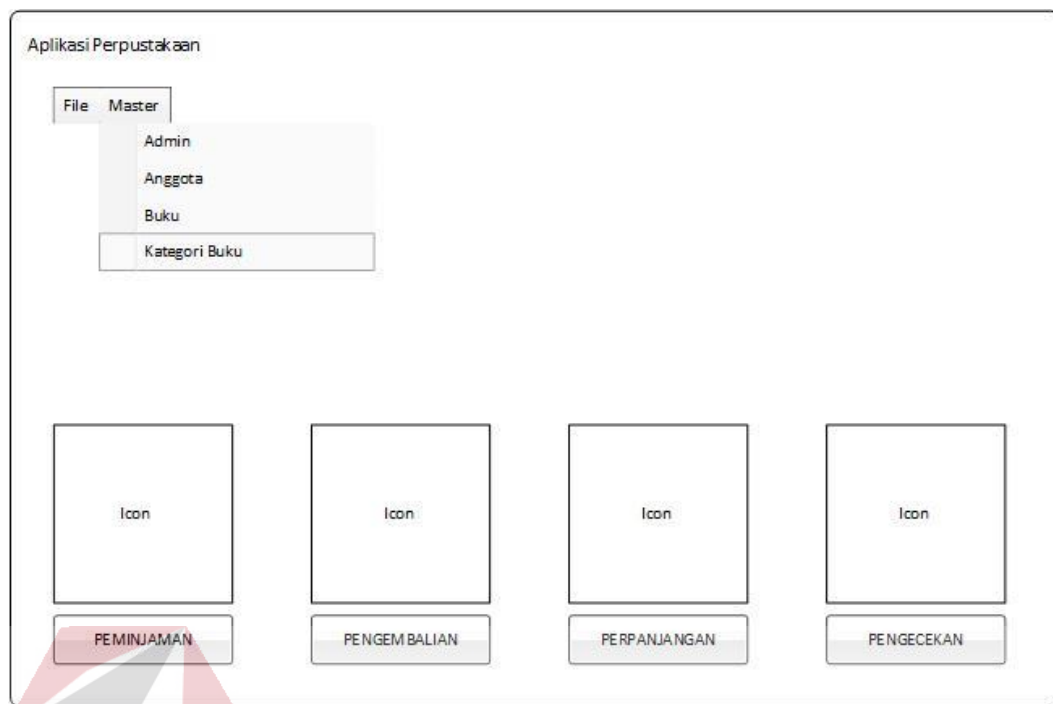 Aplikasi Perpustakaan
File Master
Admin
Anggota
Buku
Kategori Buku
Icon Icon Icon Icon
PEMINJAMAN PENGEMBALIAN PERPANJANGAN PENGECEKAN